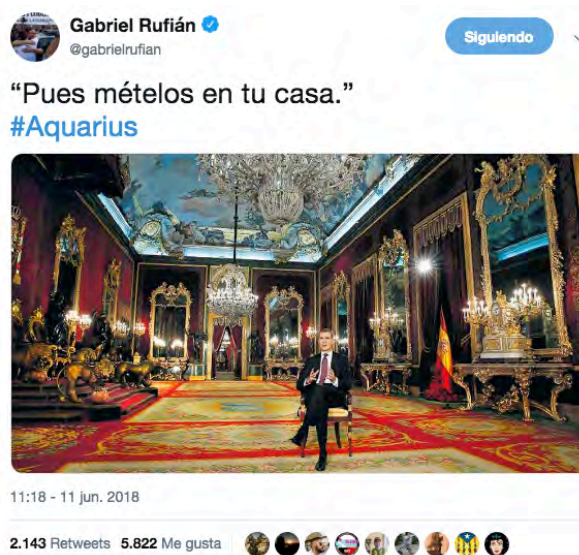 Gabriel Rufián
@gabrielrufian
Siguiendo
“Pues mételos en tu casa.”
#Aquarius
11:18 - 11 jun. 2018
2.143 Retweets 5.822 Me gusta